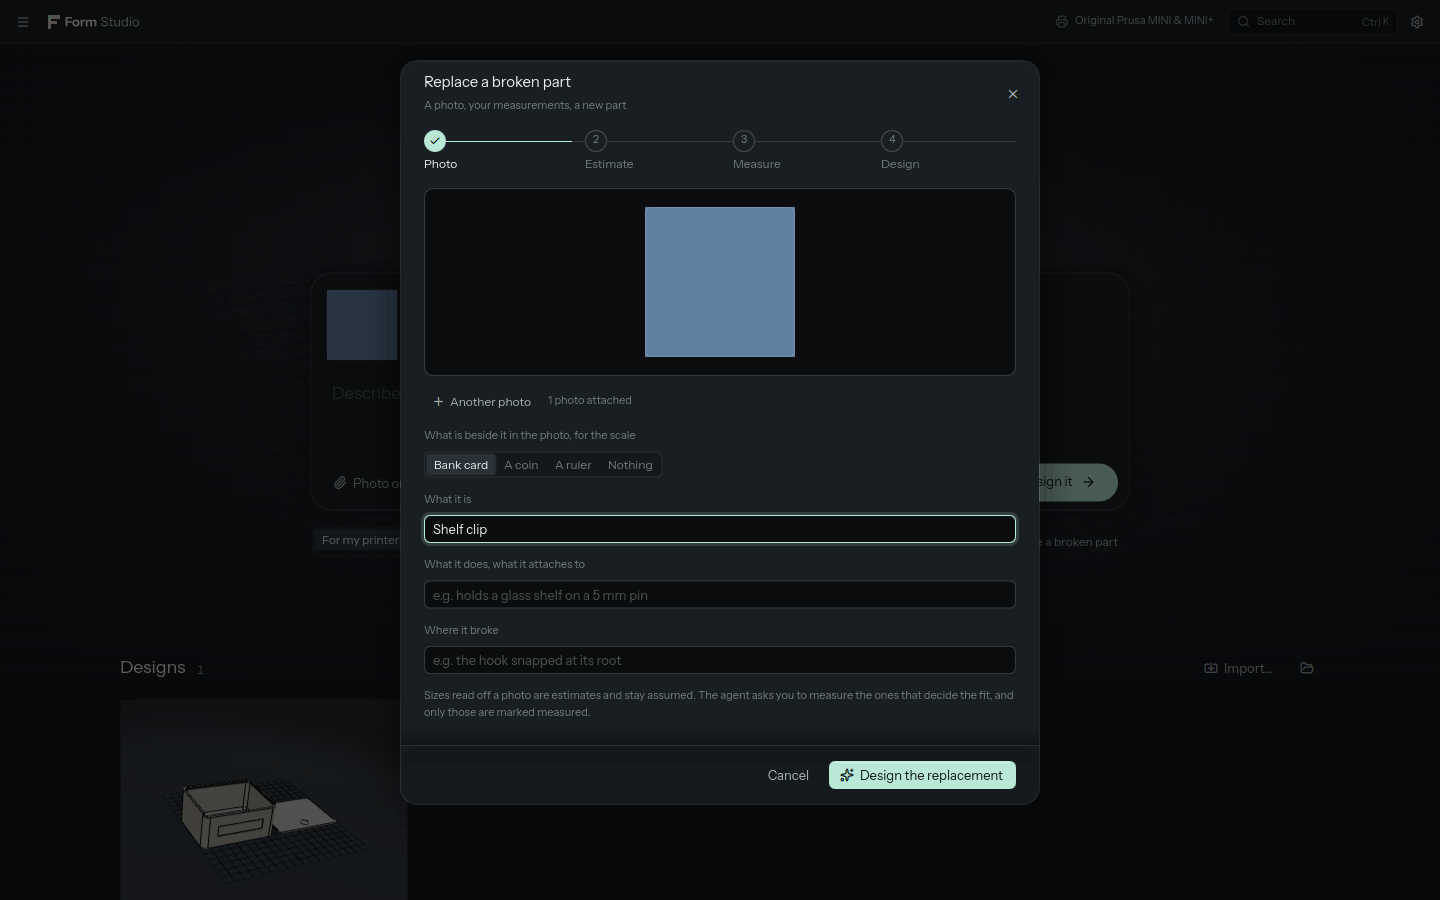 Form Studio
Original Prusa MINI & MINI+
Search
Ctrl K
Replace a broken part
A photo, your measurements, a new part
2
3
4
Photo
Estimate
Measure
Design
Describe
Another photo
1 photo attached
What is beside it in the photo, for the scale
Bank card
A coin
A ruler
Nothing
Photo or
sign it
What it is
Shelf clip
For my printer
e a broken part
What it does, what it attaches to
e.g. holds a glass shelf on a 5 mm pin
Where it broke
e.g. the hook snapped at its root
Designs 1
Import...
Sizes read off a photo are estimates and stay assumed. The agent asks you to measure the ones that decide the fit, and
only those are marked measured.
Cancel
Design the replacement